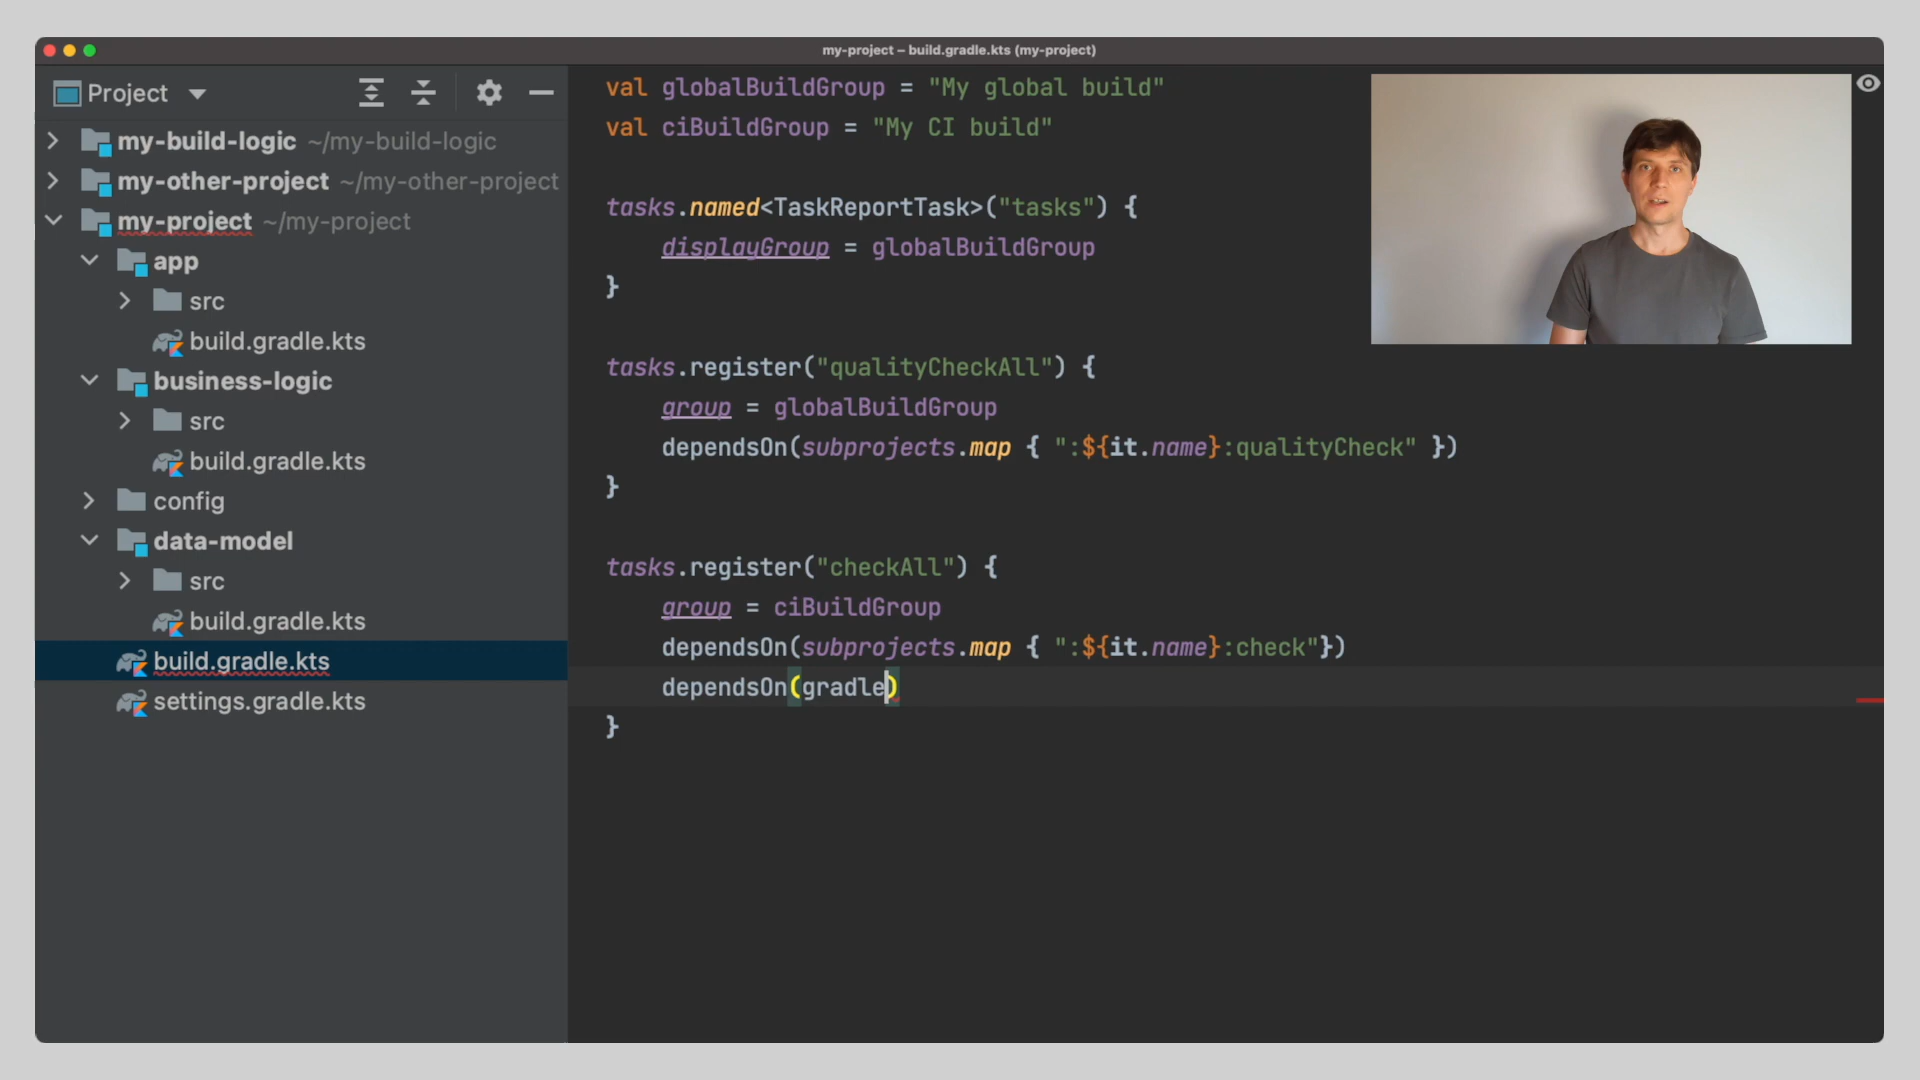 my-project – build.gradle.kts (my-project)
Project
my-build-logic ~/my-build-logic
my-other-project ~/my-other-project
my-project ~/my-project
app
src
build.gradle.kts
business-logic
src
build.gradle.kts
config
data-model
src
build.gradle.kts
build.gradle.kts
settings.gradle.kts
val globalBuildGroup = "My global build"
val ciBuildGroup = "My CI build"
tasks.named<TaskReportTask>("tasks") {
displayGroup = globalBuildGroup
}
tasks.register("qualityCheckAll") {
group = globalBuildGroup
dependsOn(subprojects.map { ":${it.name}:qualityCheck" })
}
tasks.register("checkAll") {
group = ciBuildGroup
dependsOn(subprojects.map { ":${it.name}:check"})
dependsOn(gradle)
}